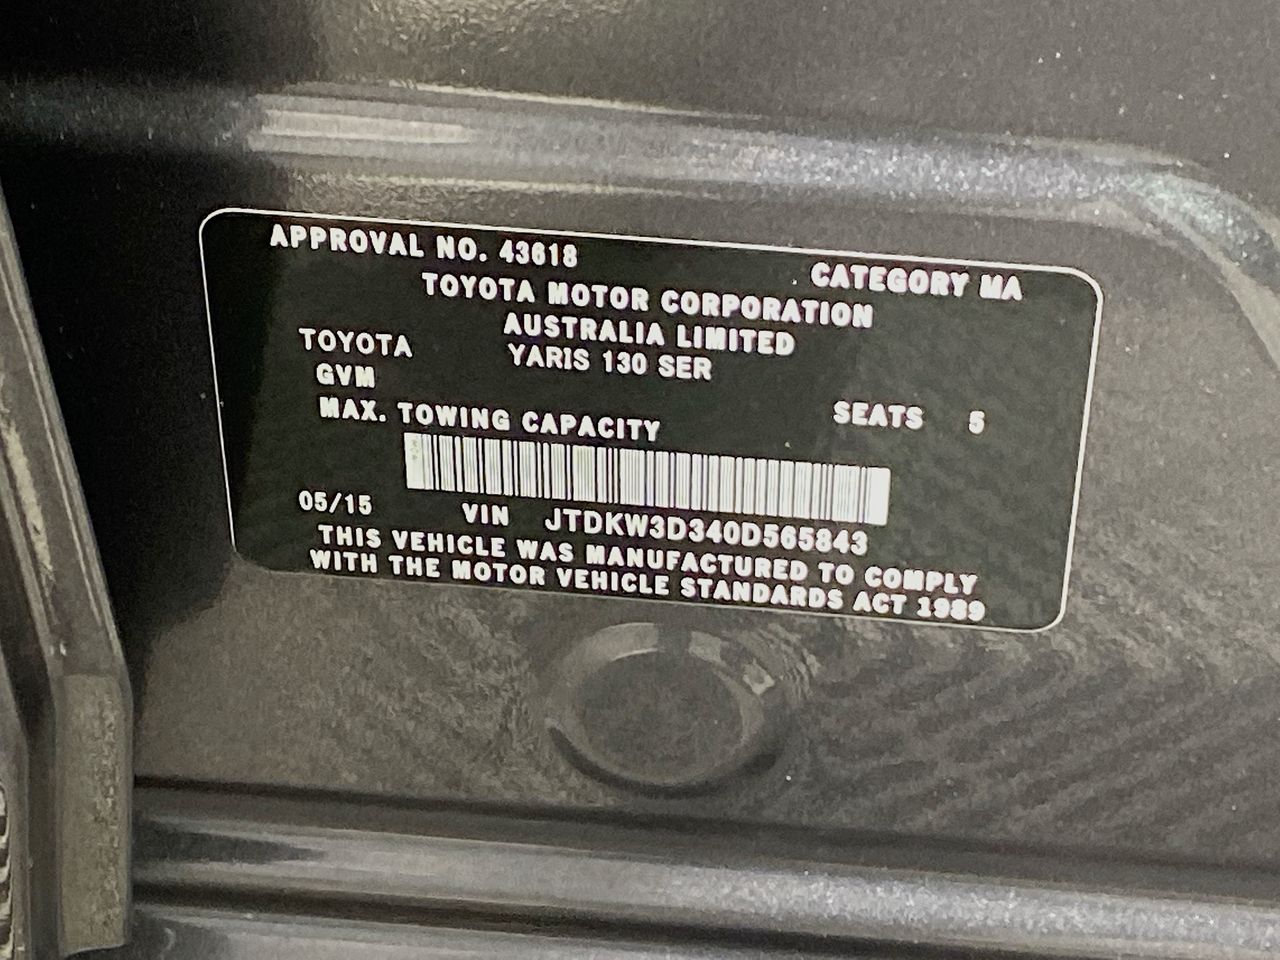 APPROVAL NO. 43618 CATEGORY MA
TOYOTA MOTOR CORPORATION
AUSTRALIA LIMITED
TOYOTA YARIS 130 SER
GVM
MAX. TOWING CAPACITY SEATS 5
05/15 VIN JTDKW3D340D565843
THIS VEHICLE WAS MANUFACTURED TO COMPLY
WITH THE MOTOR VEHICLE STANDARDS ACT 1989